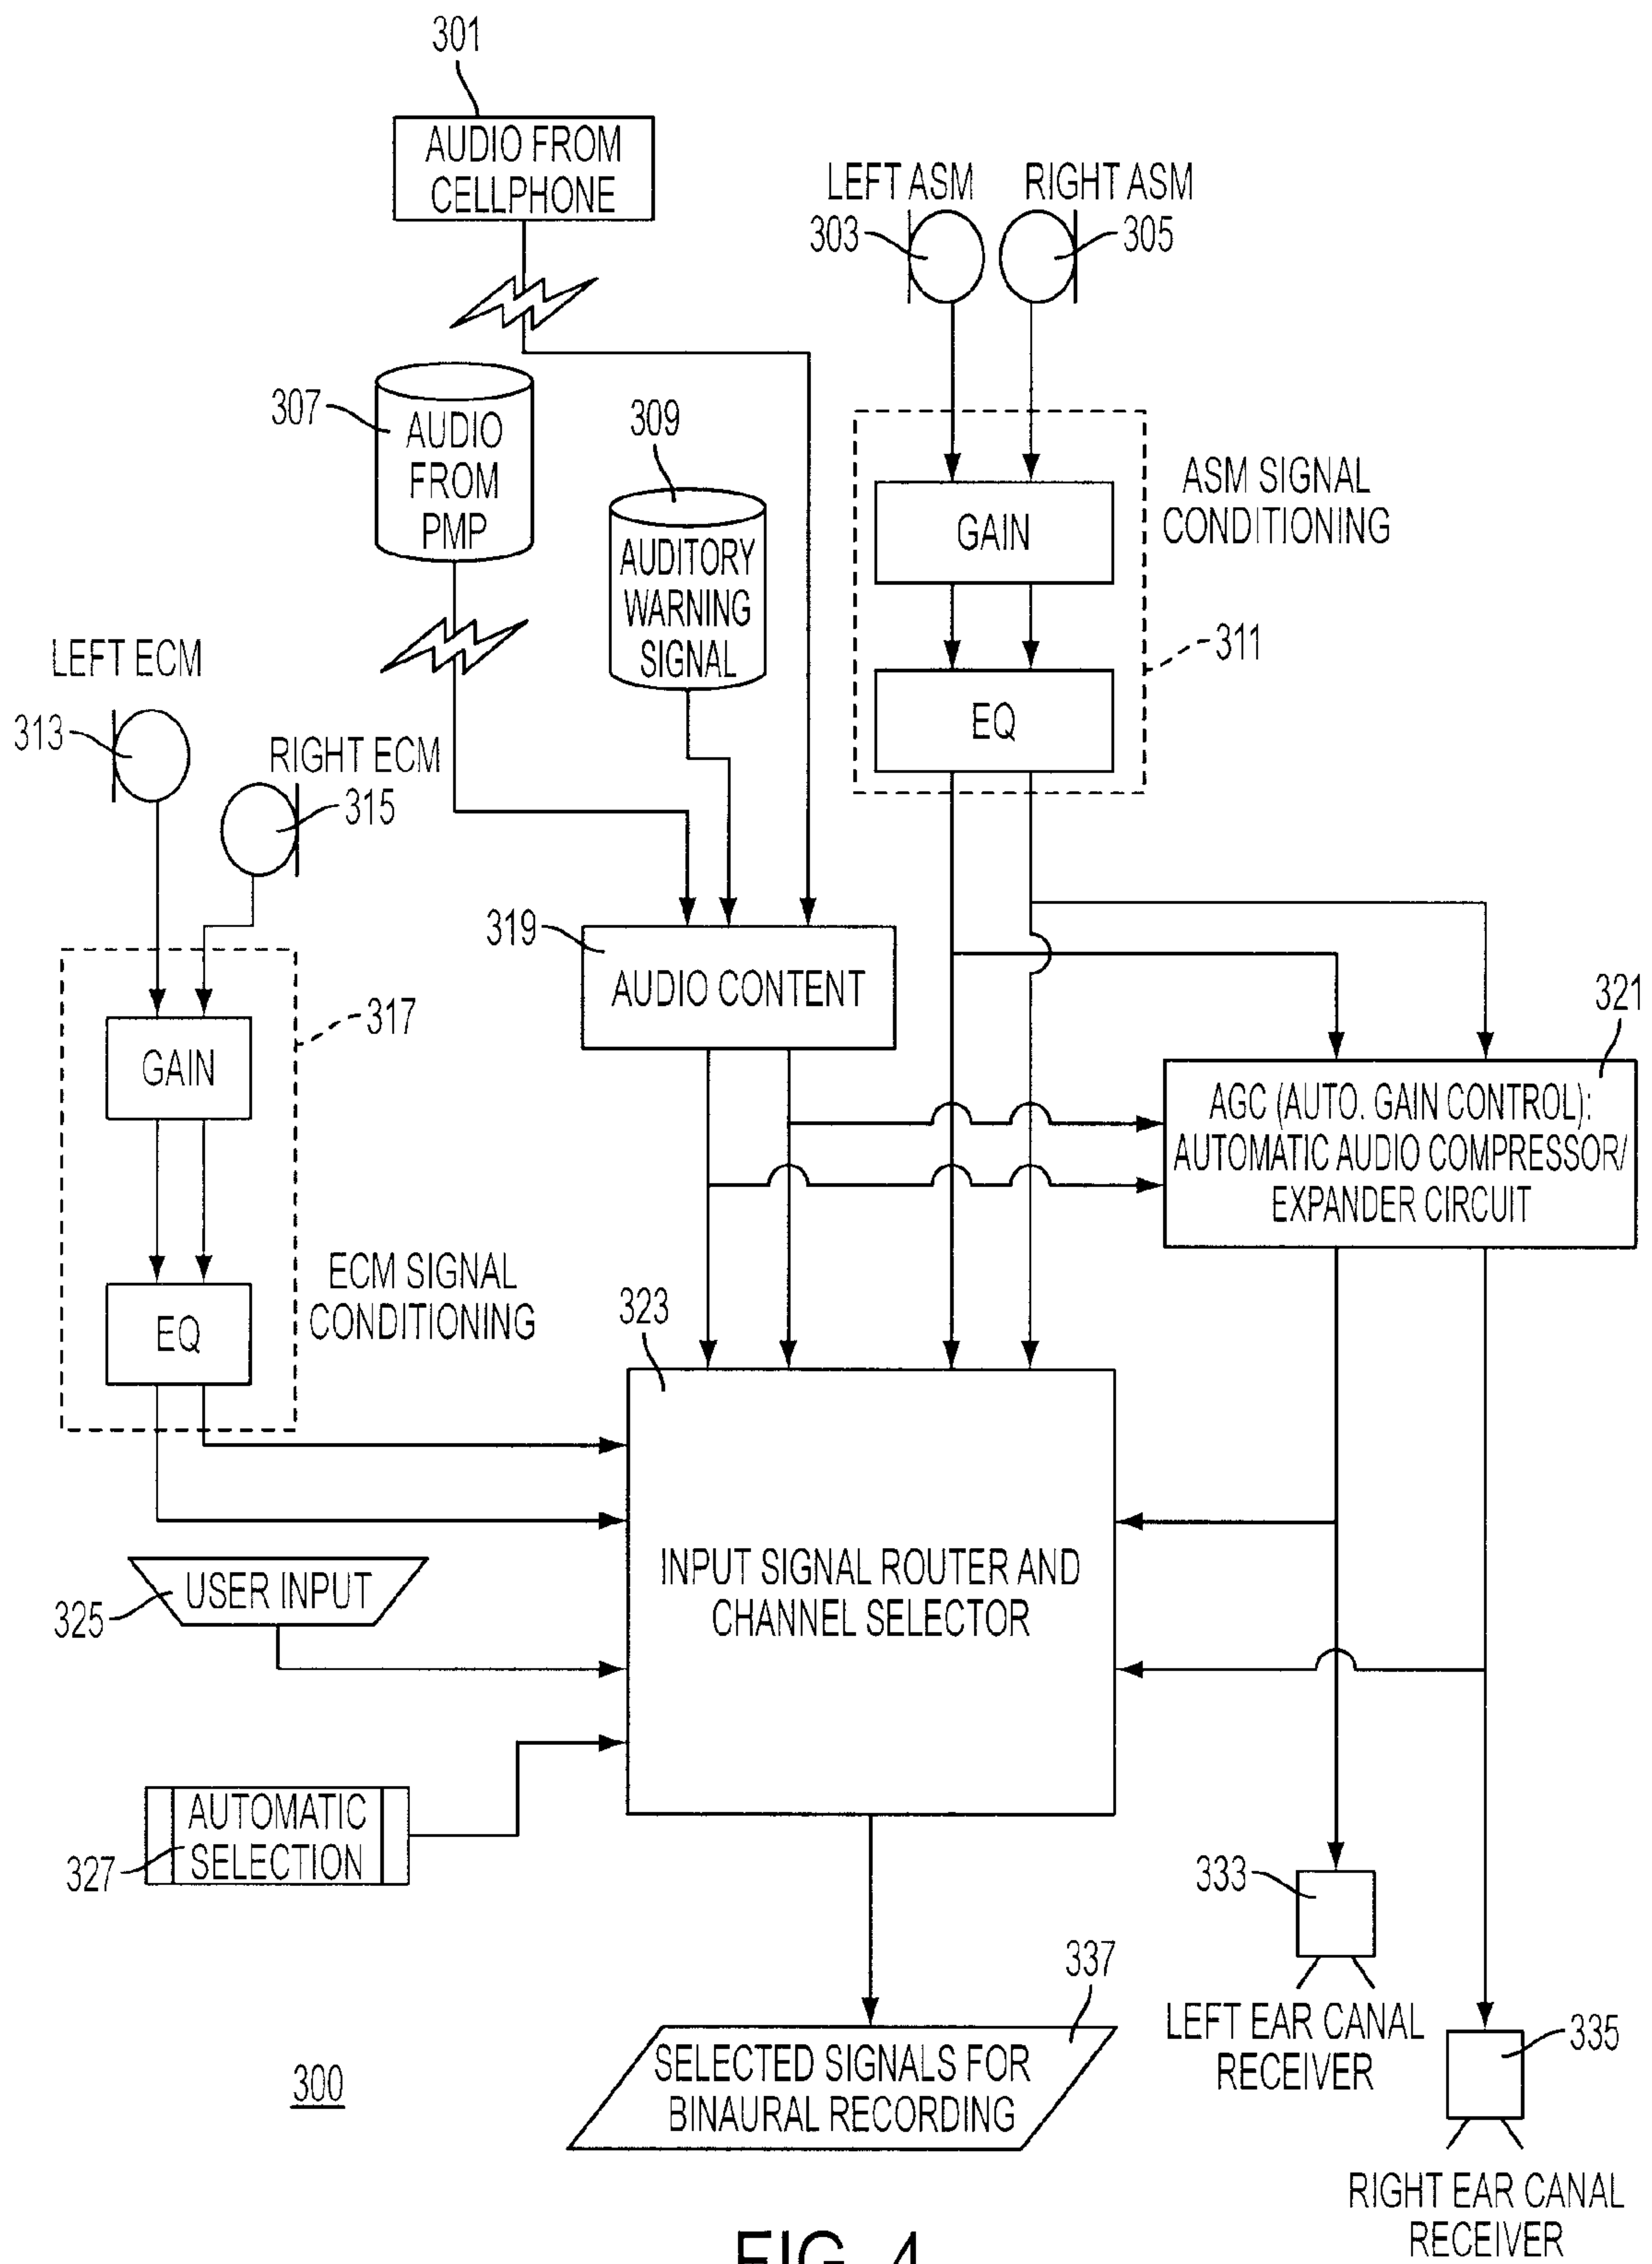 301
AUDIO FROM
CELLPHONE
LEFT ASM
303
RIGHT ASM
305
307
AUDIO
FROM
PMP
309
AUDITORY
WARNING
SIGNAL
GAIN
EQ
ASM SIGNAL
CONDITIONING
311
LEFT ECM
313
RIGHT ECM
315
317
GAIN
EQ
ECM SIGNAL
CONDITIONING
319
AUDIO CONTENT
321
AGC (AUTO. GAIN CONTROL):
AUTOMATIC AUDIO COMPRESSOR/
EXPANDER CIRCUIT
323
INPUT SIGNAL ROUTER AND
CHANNEL SELECTOR
USER INPUT
325
AUTOMATIC
SELECTION
327
333
LEFT EAR CANAL
RECEIVER
335
RIGHT EAR CANAL
RECEIVER
337
SELECTED SIGNALS FOR
BINAURAL RECORDING
300
FIG. 4